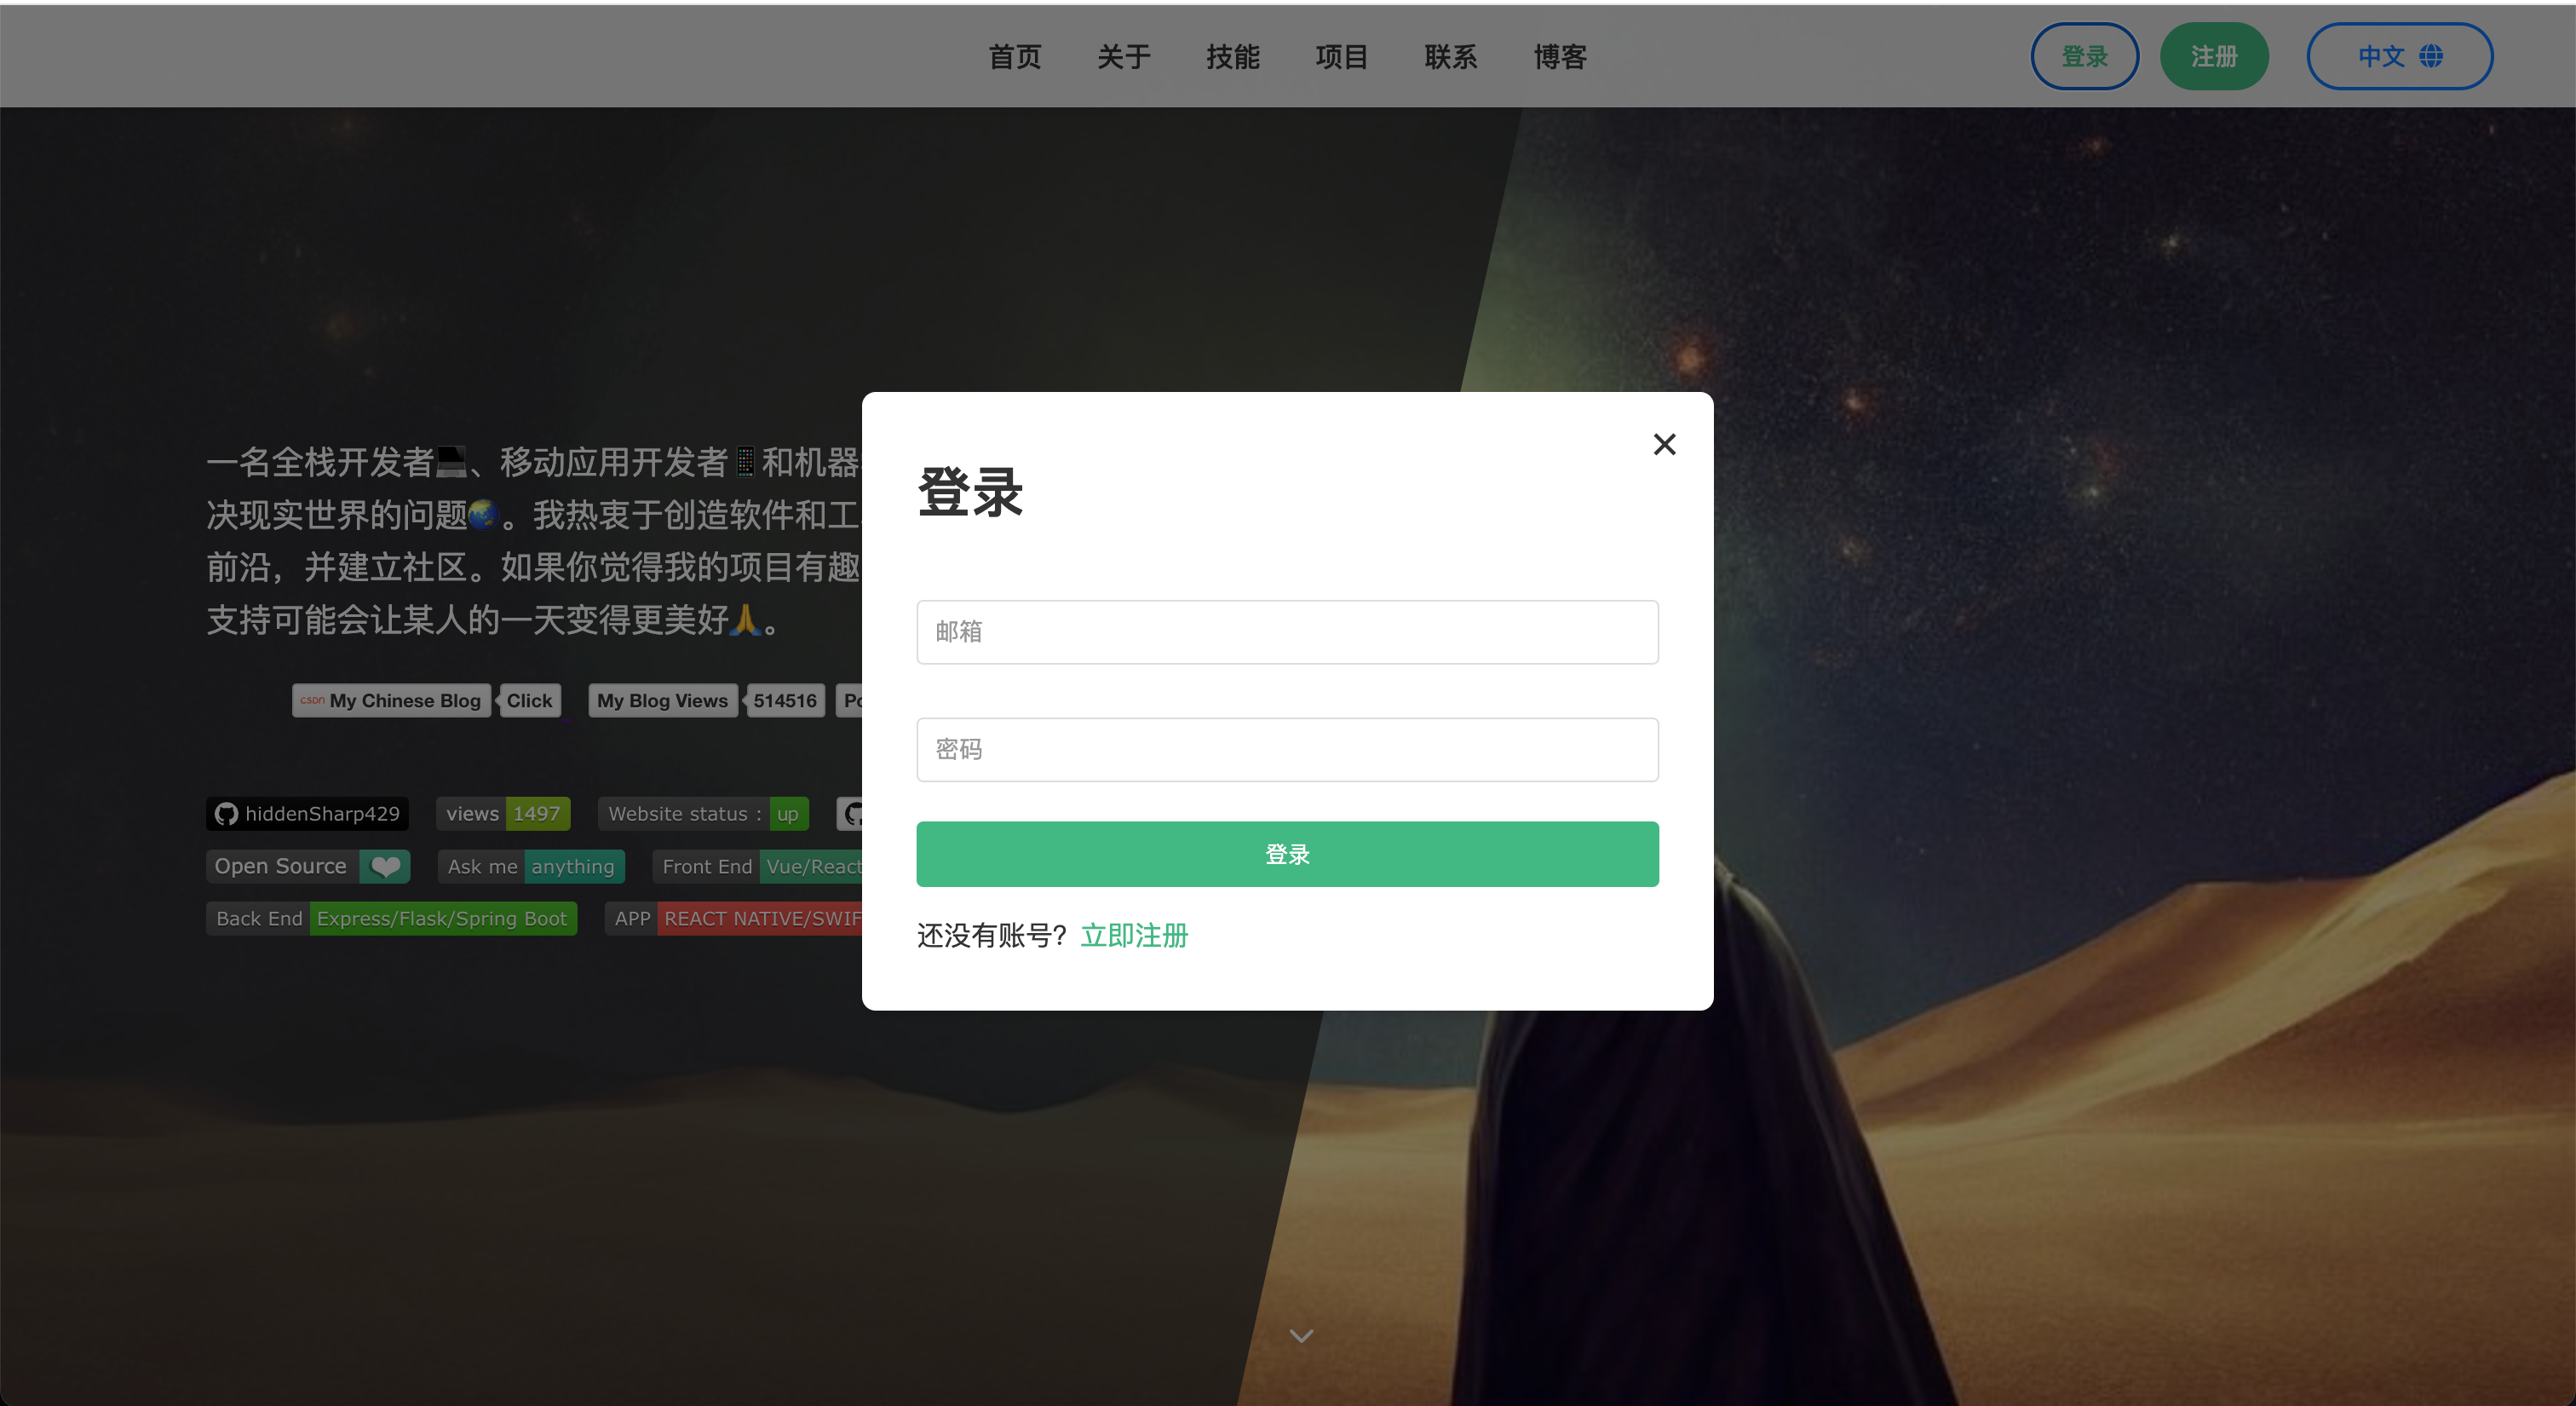 首页 关于 技能 项目 联系 博客 登录 注册 中文
一名全栈开发者💻、移动应用开发者📱和机器
决现实世界的问题🌏。我热衷于创造软件和工
前沿，并建立社区。如果你觉得我的项目有趣
支持可能会让某人的一天变得更美好🙏。
CSDN My Chinese Blog Click My Blog Views 514516 Po
hiddenSharp429 views 1497 Website status : up
Open Source Ask me anything Front End Vue/React
Back End Express/Flask/Spring Boot APP REACT NATIVE/SWIF
登录
邮箱
密码
登录
还没有账号？立即注册